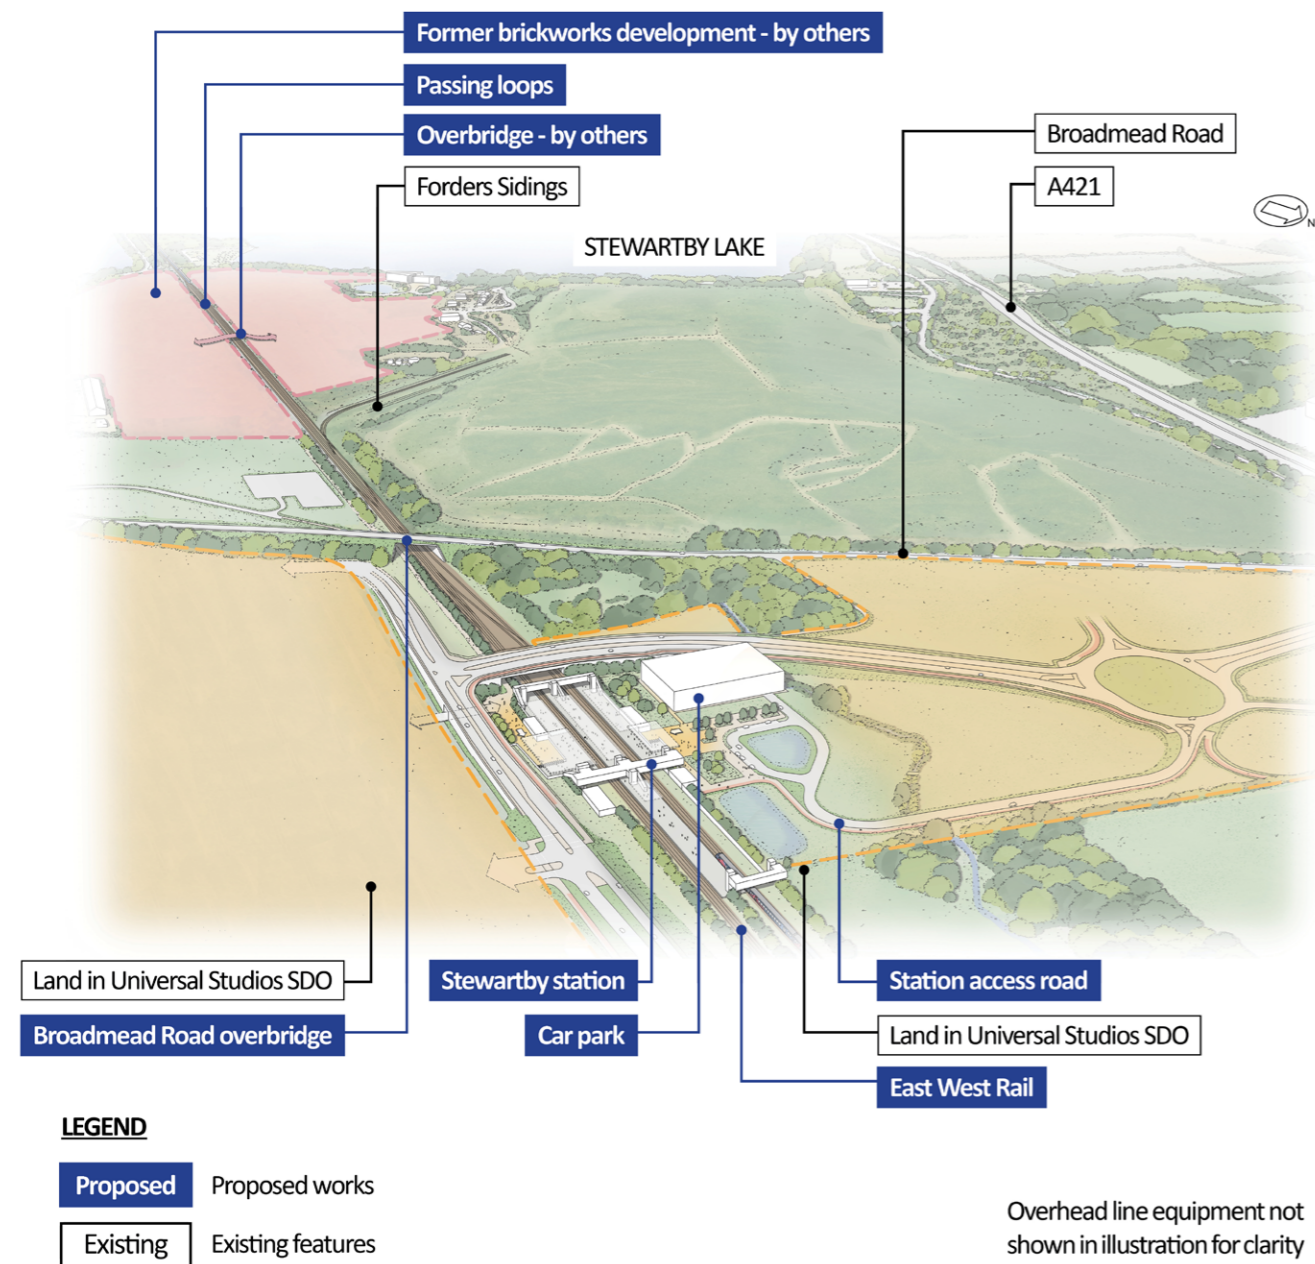 Former brickworks development - by others
Passing loops
Overbridge - by others
Forders Sidings
Broadmead Road
A421
N
STEWARTBY LAKE
Land in Universal Studios SDO
Broadmead Road overbridge
Stewartby station
Car park
Station access road
Land in Universal Studios SDO
East West Rail
LEGEND
Proposed Proposed works
Existing Existing features
Overhead line equipment not
shown in illustration for clarity